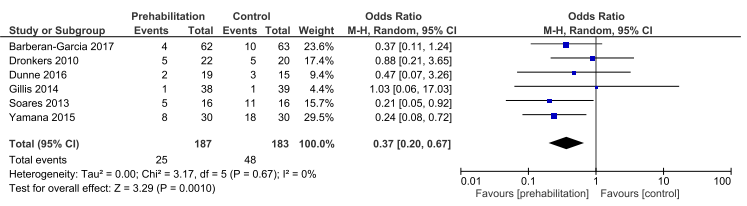 Prehabilitation Control Odds Ratio Odds Ratio
Study or Subgroup Events Total Events Total Weight M-H, Random, 95% CI M-H, Random, 95% CI
Barberan-Garcia 2017 4 62 10 63 23.6% 0.37 [0.11, 1.24]
Dronkers 2010 5 22 5 20 17.4% 0.88 [0.21, 3.65]
Dunne 2016 2 19 3 15 9.4% 0.47 [0.07, 3.26]
Gillis 2014 1 38 1 39 4.4% 1.03 [0.06, 17.03]
Soares 2013 5 16 11 16 15.7% 0.21 [0.05, 0.92]
Yamana 2015 8 30 18 30 29.5% 0.24 [0.08, 0.72]
Total (95% CI) 187 183 100.0% 0.37 [0.20, 0.67]
Total events 25 48
Heterogeneity: Tau² = 0.00; Chi² = 3.17, df = 5 (P = 0.67); I² = 0%
Test for overall effect: Z = 3.29 (P = 0.0010)
0.01 0.1 1 10 100
Favours [prehabilitation] Favours [control]